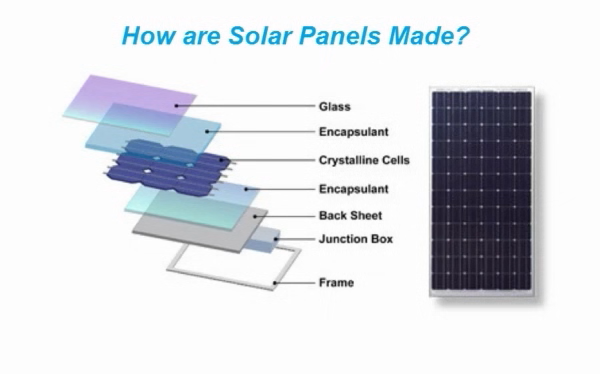 How are Solar Panels Made?
Glass
Encapsulant
Crystalline Cells
Encapsulant
Back Sheet
Junction Box
Frame